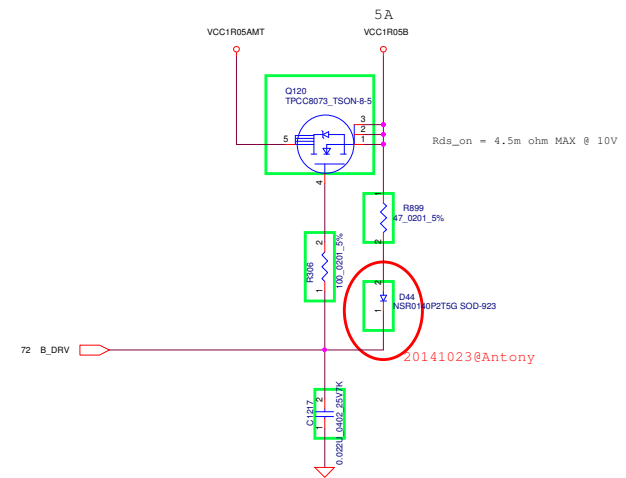 5A
VCC1R05AMT
VCC1R05B
Q120
TPCC8073_TSON-8-5
3
2
5
1
4
Rds_on = 4.5m ohm MAX @ 10V
1
R899
47_0201_5%
2
2
R306
100_0201_5%
1
2
D44
NSR0140P2T5G SOD-923
1
72 B_DRV
20141023@Antony
2
C1217
0.022U_0402_25V7K
1